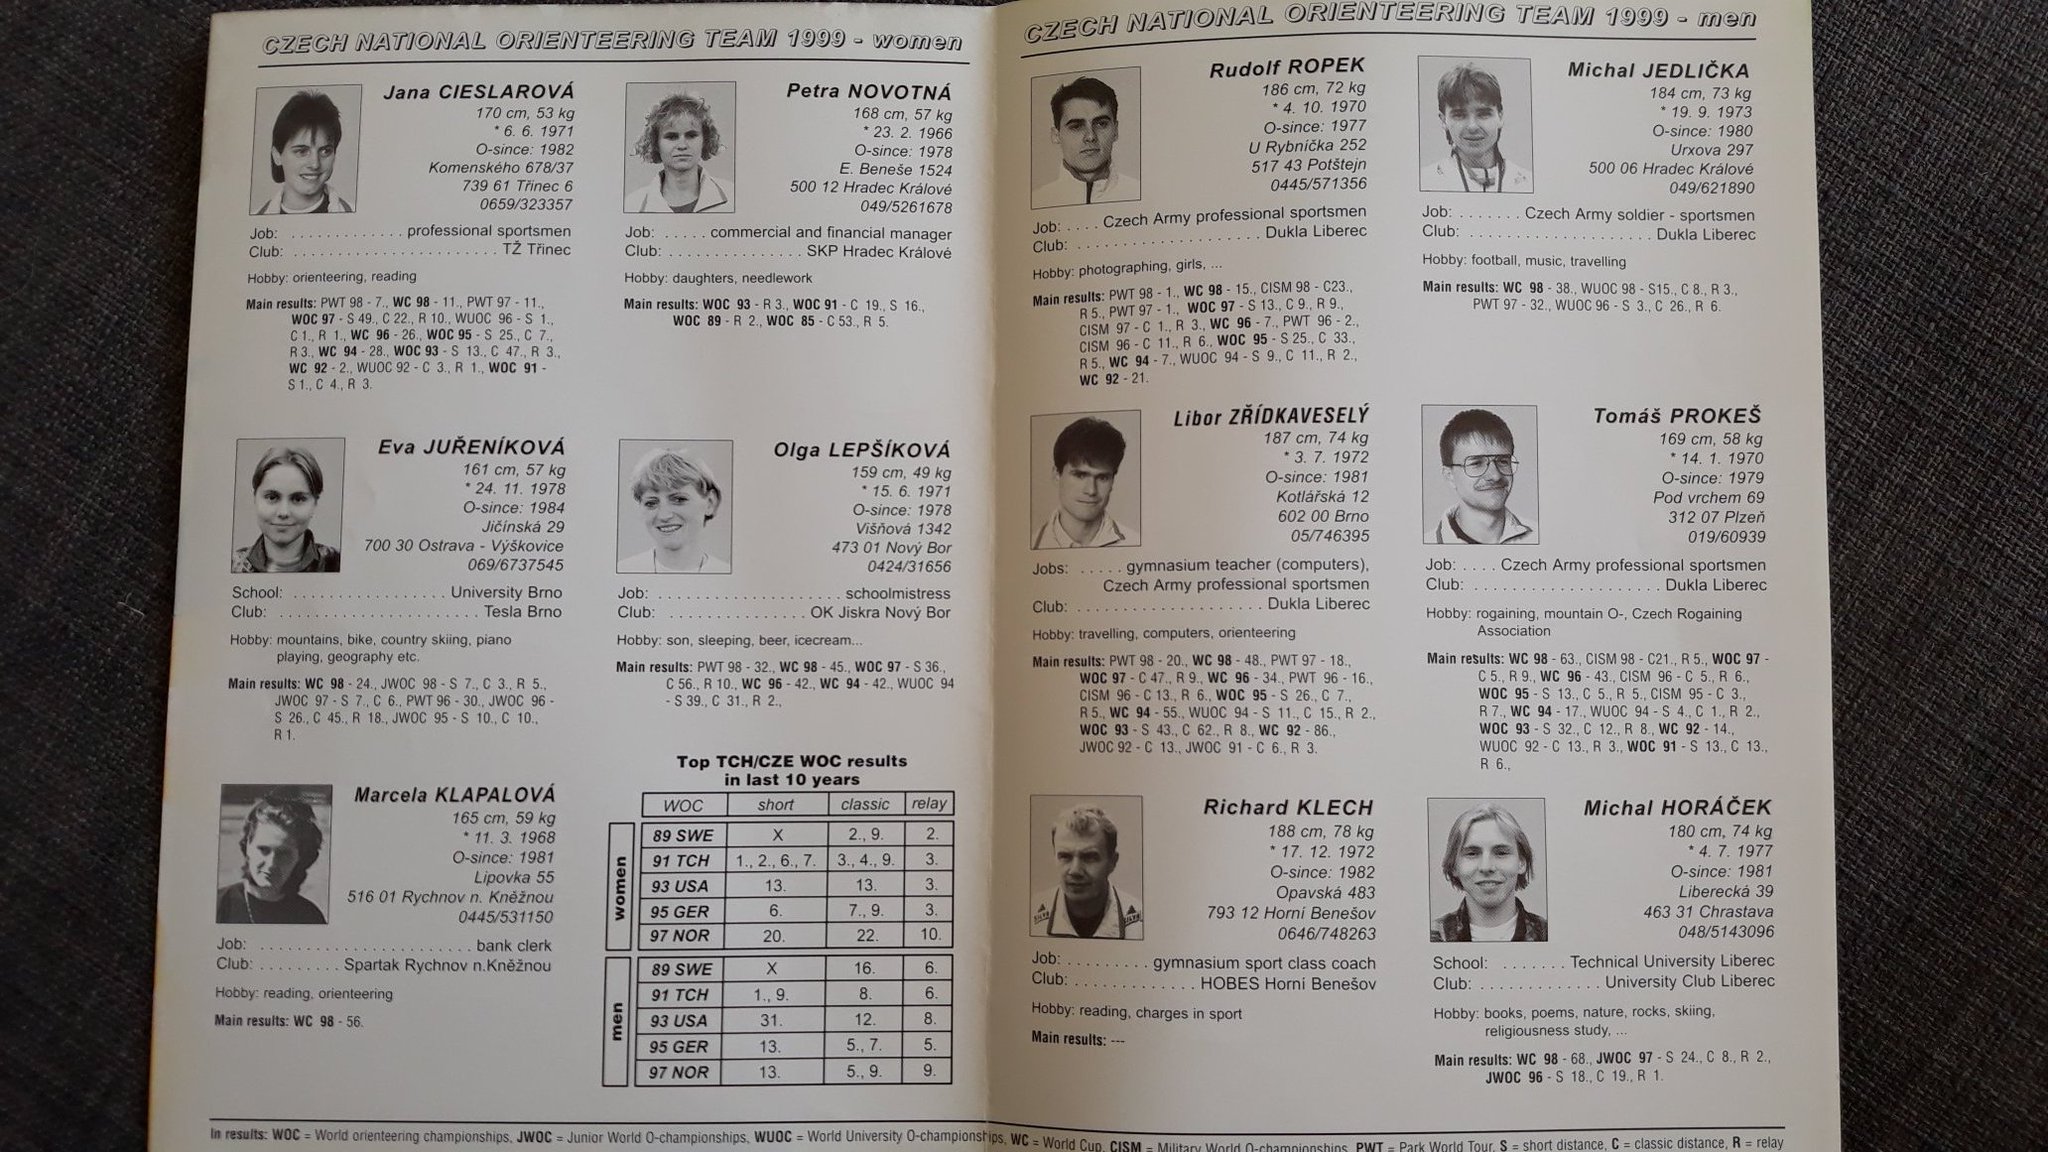 CZECH NATIONAL ORIENTEERING TEAM 1999 - women
Jana CIESLAROVÁ
170 cm, 53 kg
* 6. 6. 1971
O-since: 1982
Komenského 678/37
739 61 Třinec 6
0659/323357
Job: . . . . . . . . . . . . . professional sportsmen
Club: . . . . . . . . . . . . . . . . . . . . . . . TŽ Třinec
Hobby: orienteering, reading
Main results: PWT 98 - 7., WC 98 - 11., PWT 97 - 11.,
WOC 97 - S 49., C 22., R 10., WUOC 96 - S 1.,
C 1., R 1., WC 96 - 26., WOC 95 - S 25., C 7.,
R 3., WC 94 - 28., WOC 93 - S 13., C 47., R 3.,
WC 92 - 2., WUOC 92 - C 3., R 1., WOC 91 -
S 1., C 4., R 3.
Petra NOVOTNÁ
168 cm, 57 kg
* 23. 2. 1966
O-since: 1978
E. Beneše 1524
500 12 Hradec Králové
049/5261678
Job: . . . . . commercial and financial manager
Club: . . . . . . . . . . . . . . . SKP Hradec Králové
Hobby: daughters, needlework
Main results: WOC 93 - R 3., WOC 91 - C 19., S 16.,
WOC 89 - R 2., WOC 85 - C 53., R 5.
Eva JUŘENÍKOVÁ
161 cm, 57 kg
* 24. 11. 1978
O-since: 1984
Jičínská 29
700 30 Ostrava - Výškovice
069/6737545
School: . . . . . . . . . . . . . . . . . University Brno
Club: . . . . . . . . . . . . . . . . . . . . . . Tesla Brno
Hobby: mountains, bike, country skiing, piano
playing, geography etc.
Main results: WC 98 - 24., JWOC 98 - S 7., C 3., R 5.,
JWOC 97 - S 7., C 6., PWT 96 - 30., JWOC 96 -
S 26., C 45., R 18., JWOC 95 - S 10., C 10.,
R 1.
Olga LEPŠÍKOVÁ
159 cm, 49 kg
* 15. 6. 1971
O-since: 1978
Višňová 1342
473 01 Nový Bor
0424/31656
Job: . . . . . . . . . . . . . . . . . . . . schoolmistress
Club: . . . . . . . . . . . . . . . OK Jiskra Nový Bor
Hobby: son, sleeping, beer, icecream...
Main results: PWT 98 - 32., WC 98 - 45., WOC 97 - S 36.,
C 56., R 10., WC 96 - 42., WC 94 - 42., WUOC 94
- S 39., C 31., R 2.,
Marcela KLAPALOVÁ
165 cm, 59 kg
* 11. 3. 1968
O-since: 1981
Lipovka 55
516 01 Rychnov n. Kněžnou
0445/531150
Job: . . . . . . . . . . . . . . . . . . . . . . . bank clerk
Club: . . . . . . . . Spartak Rychnov n.Kněžnou
Hobby: reading, orienteering
Main results: WC 98 - 56.
Top TCH/CZE WOC results
in last 10 years
WOC short classic relay
women
89 SWE X 2., 9. 2.
91 TCH 1., 2., 6., 7. 3., 4., 9. 3.
93 USA 13. 13. 3.
95 GER 6. 7., 9. 3.
97 NOR 20. 22. 10.
men
89 SWE X 16. 6.
91 TCH 1., 9. 8. 6.
93 USA 31. 12. 8.
95 GER 13. 5., 7. 5.
97 NOR 13. 5., 9. 9.
CZECH NATIONAL ORIENTEERING TEAM 1999 - men
Rudolf ROPEK
186 cm, 72 kg
* 4. 10. 1970
O-since: 1977
U Rybníčka 252
517 43 Potštejn
0445/571356
Job: . . . . Czech Army professional sportsmen
Club: . . . . . . . . . . . . . . . . . . . . Dukla Liberec
Hobby: photographing, girls, ...
Main results: PWT 98 - 1., WC 98 - 15., CISM 98 - C23.,
R 5., PWT 97 - 1., WOC 97 - S 13., C 9., R 9.,
CISM 97 - C 1., R 3., WC 96 - 7., PWT 96 - 2.,
CISM 96 - C 11., R 6., WOC 95 - S 25., C 33.,
R 5., WC 94 - 7., WUOC 94 - S 9., C 11., R 2.,
WC 92 - 21.
Michal JEDLIČKA
184 cm, 73 kg
* 19. 9. 1973
O-since: 1980
Urxova 297
500 06 Hradec Králové
049/621890
Job: . . . . . . . Czech Army soldier - sportsmen
Club: . . . . . . . . . . . . . . . . . . . . Dukla Liberec
Hobby: football, music, travelling
Main results: WC 98 - 38., WUOC 98 - S15., C 8., R 3.,
PWT 97 - 32., WUOC 96 - S 3., C 26., R 6.
Libor ZŘÍDKAVESELÝ
187 cm, 74 kg
* 3. 7. 1972
O-since: 1981
Kotlářská 12
602 00 Brno
05/746395
Jobs: . . . . . gymnasium teacher (computers),
Czech Army professional sportsmen
Club: . . . . . . . . . . . . . . . . . . . . Dukla Liberec
Hobby: travelling, computers, orienteering
Main results: PWT 98 - 20., WC 98 - 48., PWT 97 - 18.,
WOC 97 - C 47., R 9., WC 96 - 34., PWT 96 - 16.,
CISM 96 - C 13., R 6., WOC 95 - S 26., C 7.,
R 5., WC 94 - 55., WUOC 94 - S 11., C 15., R 2.,
WOC 93 - S 43., C 62., R 8., WC 92 - 86.,
JWOC 92 - C 13., JWOC 91 - C 6., R 3.
Tomáš PROKEŠ
169 cm, 58 kg
* 14. 1. 1970
O-since: 1979
Pod vrchem 69
312 07 Plzeň
019/60939
Job: . . . . Czech Army professional sportsmen
Club: . . . . . . . . . . . . . . . . . . . . Dukla Liberec
Hobby: rogaining, mountain O-, Czech Rogaining
Association
Main results: WC 98 - 63., CISM 98 - C21., R 5., WOC 97 -
C 5., R 9., WC 96 - 43., CISM 96 - C 5., R 6.,
WOC 95 - S 13., C 5., R 5., CISM 95 - C 3.,
R 7., WC 94 - 17., WUOC 94 - S 4., C 1., R 2.,
WOC 93 - S 32., C 12., R 8., WC 92 - 14.,
WUOC 92 - C 13., R 3., WOC 91 - S 13., C 13.,
R 6.,
Richard KLECH
188 cm, 78 kg
* 17. 12. 1972
O-since: 1982
Opavská 483
793 12 Horní Benešov
0646/748263
Job: . . . . . . . . . gymnasium sport class coach
Club: . . . . . . . . . . . . . HOBES Horní Benešov
Hobby: reading, charges in sport
Main results: ---
Michal HORÁČEK
180 cm, 74 kg
* 4. 7. 1977
O-since: 1981
Liberecká 39
463 31 Chrastava
048/5143096
School: . . . . . . . Technical University Liberec
Club: . . . . . . . . . . . . . University Club Liberec
Hobby: books, poems, nature, rocks, skiing,
religiousness study, ...
Main results: WC 98 - 68., JWOC 97 - S 24., C 8., R 2.,
JWOC 96 - S 18., C 19., R 1.
In results: WOC = World orienteering championships, JWOC = Junior World O-championships, WUOC = World University O-championships, WC = World Cup, CISM = Military World O-championships, PWT = Park World Tour, S = short distance, C = classic distance, R = relay